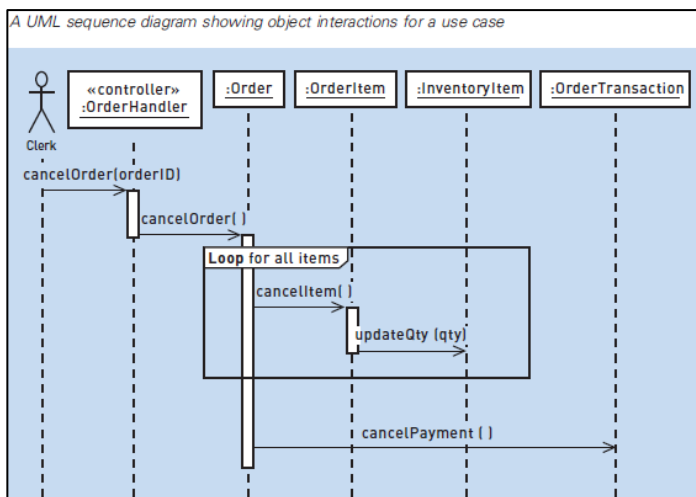 A UML sequence diagram showing object interactions for a use case
«controller»
:OrderHandler
:Order
:OrderItem
:InventoryItem
:OrderTransaction
Clerk
cancelOrder(orderID)
cancelOrder( )
Loop for all items
cancelItem( )
updateQty (qty)
cancelPayment ( )